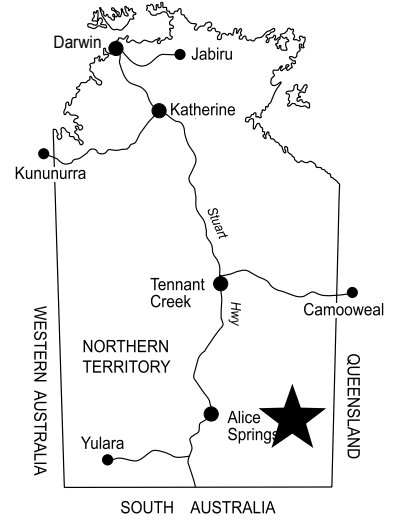 Darwin
Jabiru
Katherine
Kununurra
Stuart
Tennant
Creek
Hwy
Camooweal
WESTERN AUSTRALIA
NORTHERN
TERRITORY
QUEENSLAND
Alice
Springs
Yulara
SOUTH AUSTRALIA